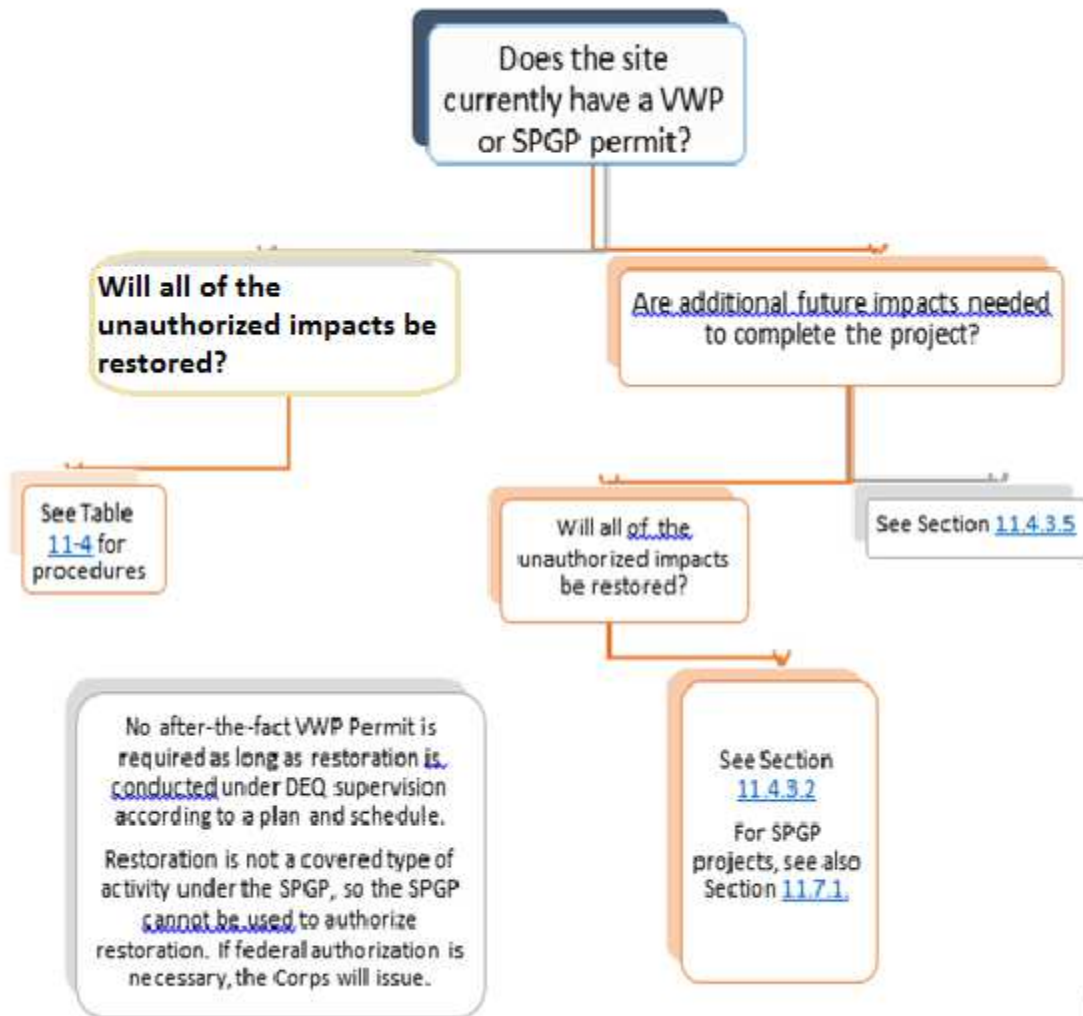 Does the site
currently have a VWP
or SPGP permit?
Will all of the
unauthorized impacts be
restored?
Are additional future impacts needed
to complete the project?
See Table
11-4 for
procedures
Will all of the
unauthorized impacts
be restored?
See Section 11.4.3.5
No after-the-fact VWP Permit is
required as long as restoration is
conducted under DEQ supervision
according to a plan and schedule.
Restoration is not a covered type of
activity under the SPGP, so the SPGP
cannot be used to authorize
restoration. If federal authorization is
necessary, the Corps will issue.
See Section
11.4.3.2
For SPGP
projects, see also
Section 11.7.1.